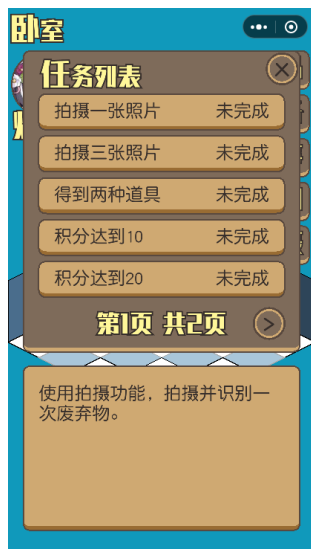 卧室
任务列表
拍摄一张照片 未完成
拍摄三张照片 未完成
得到两种道具 未完成
积分达到10 未完成
积分达到20 未完成
第1页 共2页
使用拍摄功能，拍摄并识别一
次废弃物。